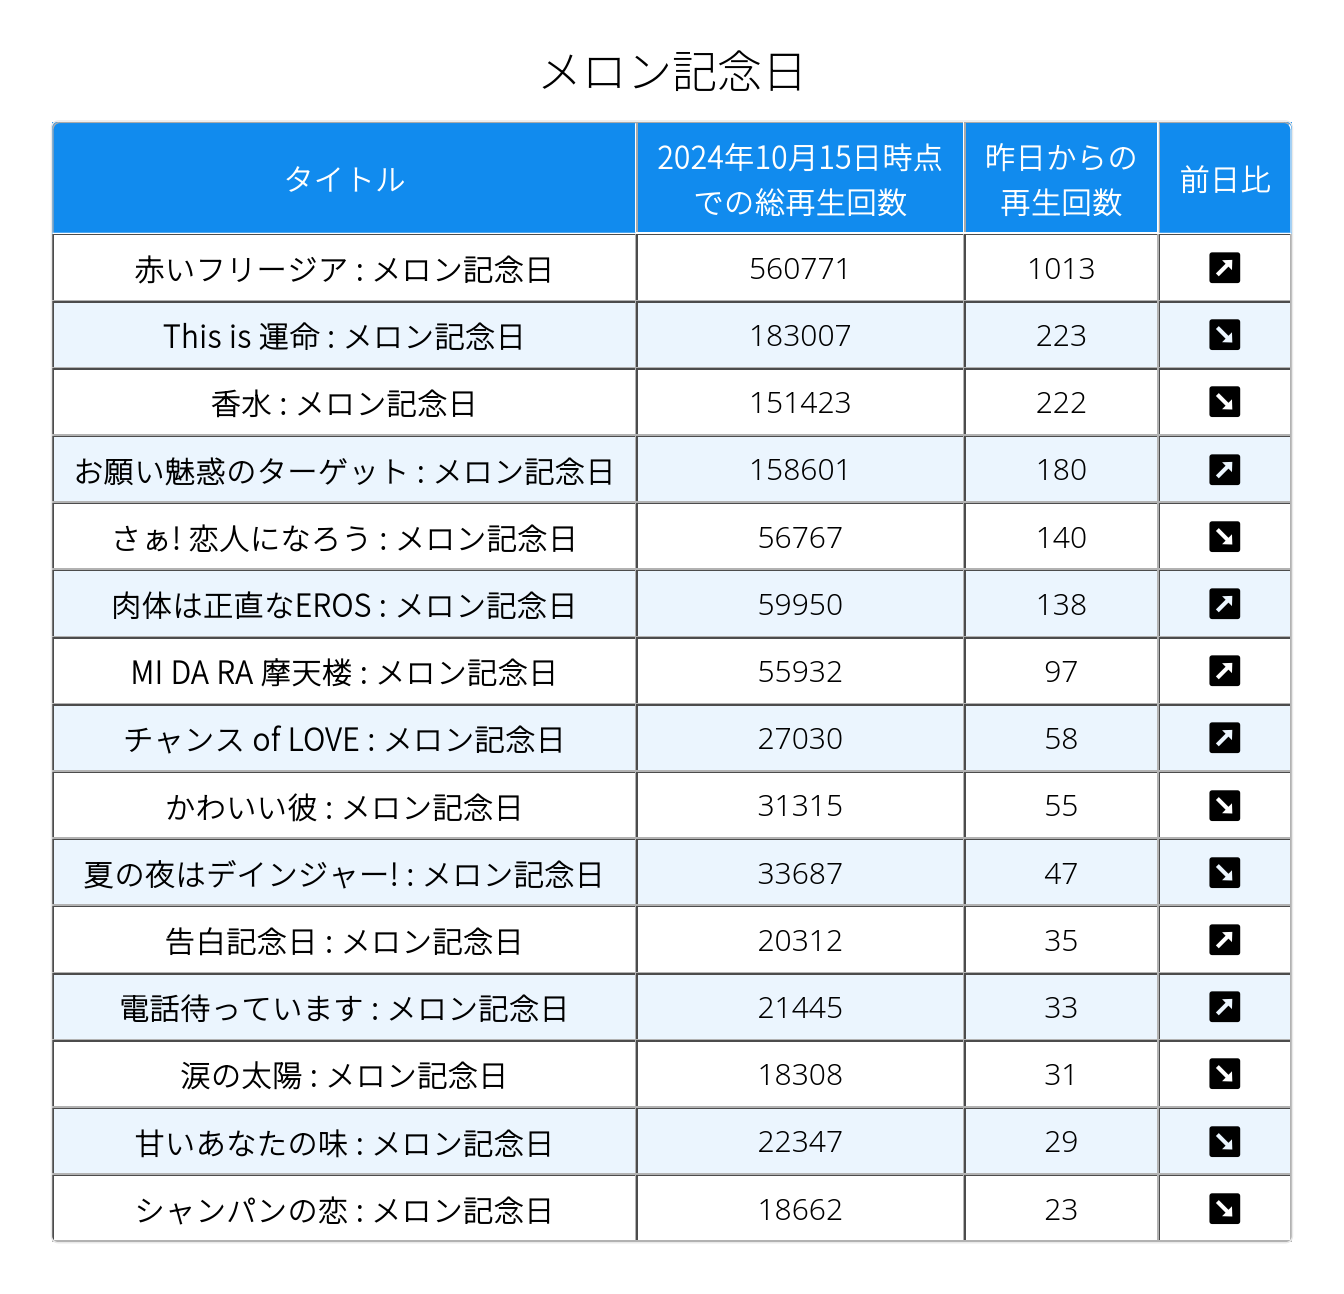 メロン記念日
タイトル
2024年10月15日時点
での総再生回数
昨日からの
再生回数
前日比
赤いフリージア : メロン記念日 560771 1013 ↗
This is 運命 : メロン記念日 183007 223 ↘
香水 : メロン記念日 151423 222 ↘
お願い魅惑のターゲット : メロン記念日 158601 180 ↗
さぁ! 恋人になろう : メロン記念日 56767 140 ↘
肉体は正直なEROS : メロン記念日 59950 138 ↗
MI DA RA 摩天楼 : メロン記念日 55932 97 ↗
チャンス of LOVE : メロン記念日 27030 58 ↗
かわいい彼 : メロン記念日 31315 55 ↘
夏の夜はデインジャー! : メロン記念日 33687 47 ↘
告白記念日 : メロン記念日 20312 35 ↗
電話待っています : メロン記念日 21445 33 ↗
涙の太陽 : メロン記念日 18308 31 ↘
甘いあなたの味 : メロン記念日 22347 29 ↘
シャンパンの恋 : メロン記念日 18662 23 ↘